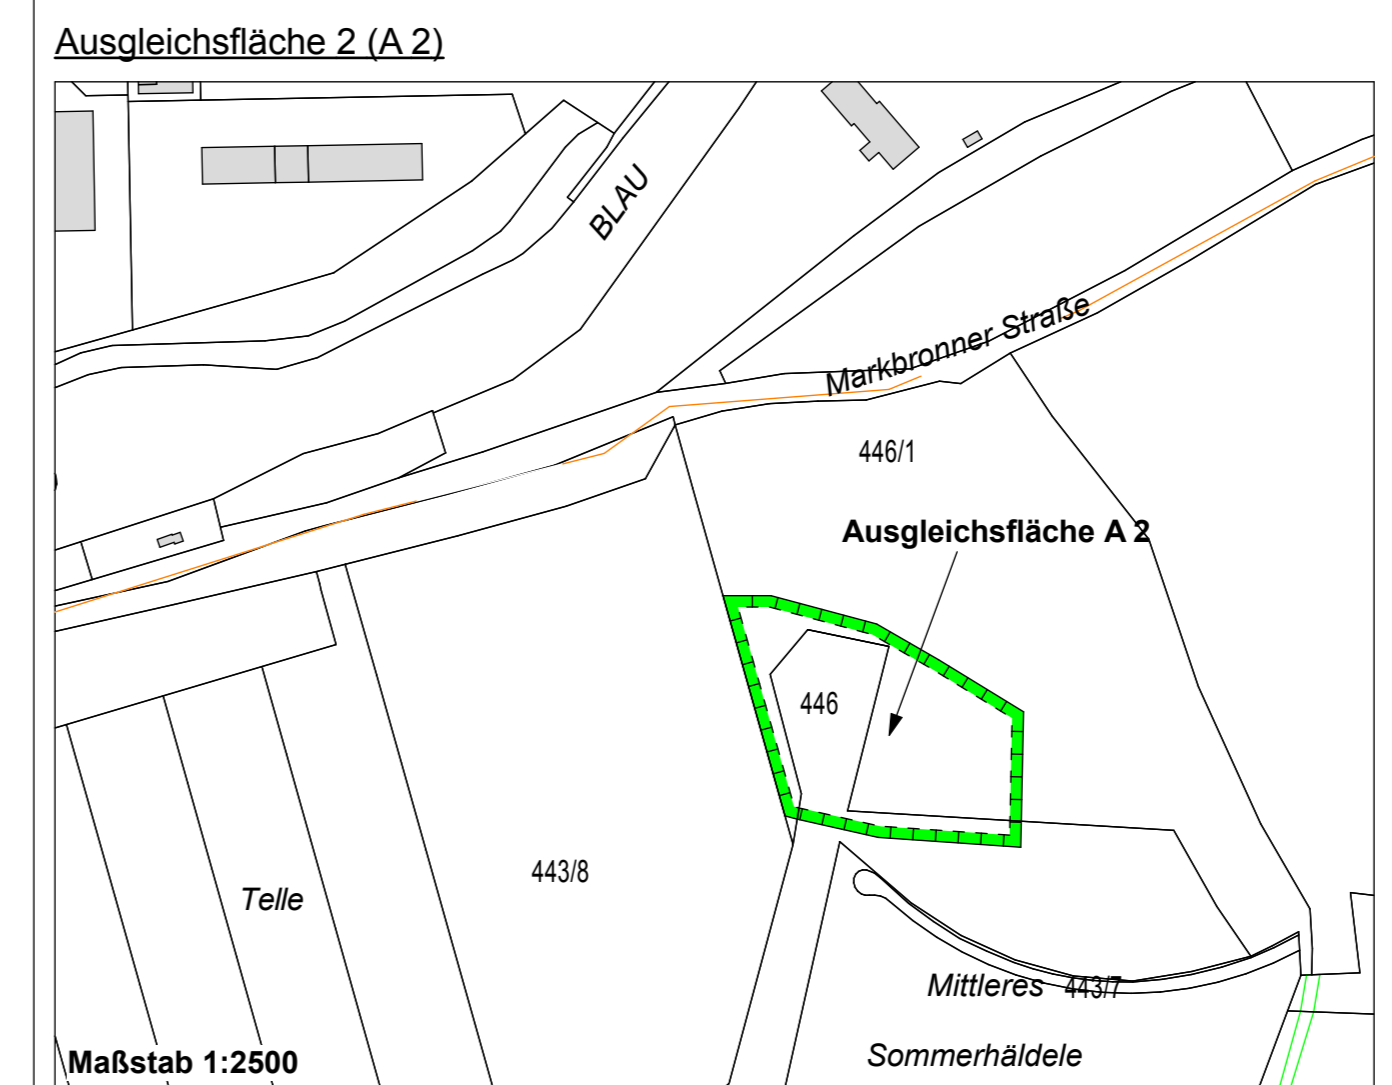 Ausgleichsfläche 2 (A 2)
BLAU
Markbronner Straße
446/1
Ausgleichsfläche A 2
446
443/8
Telle
Mittleres
443/7
Sommerhäldele
Maßstab 1:2500